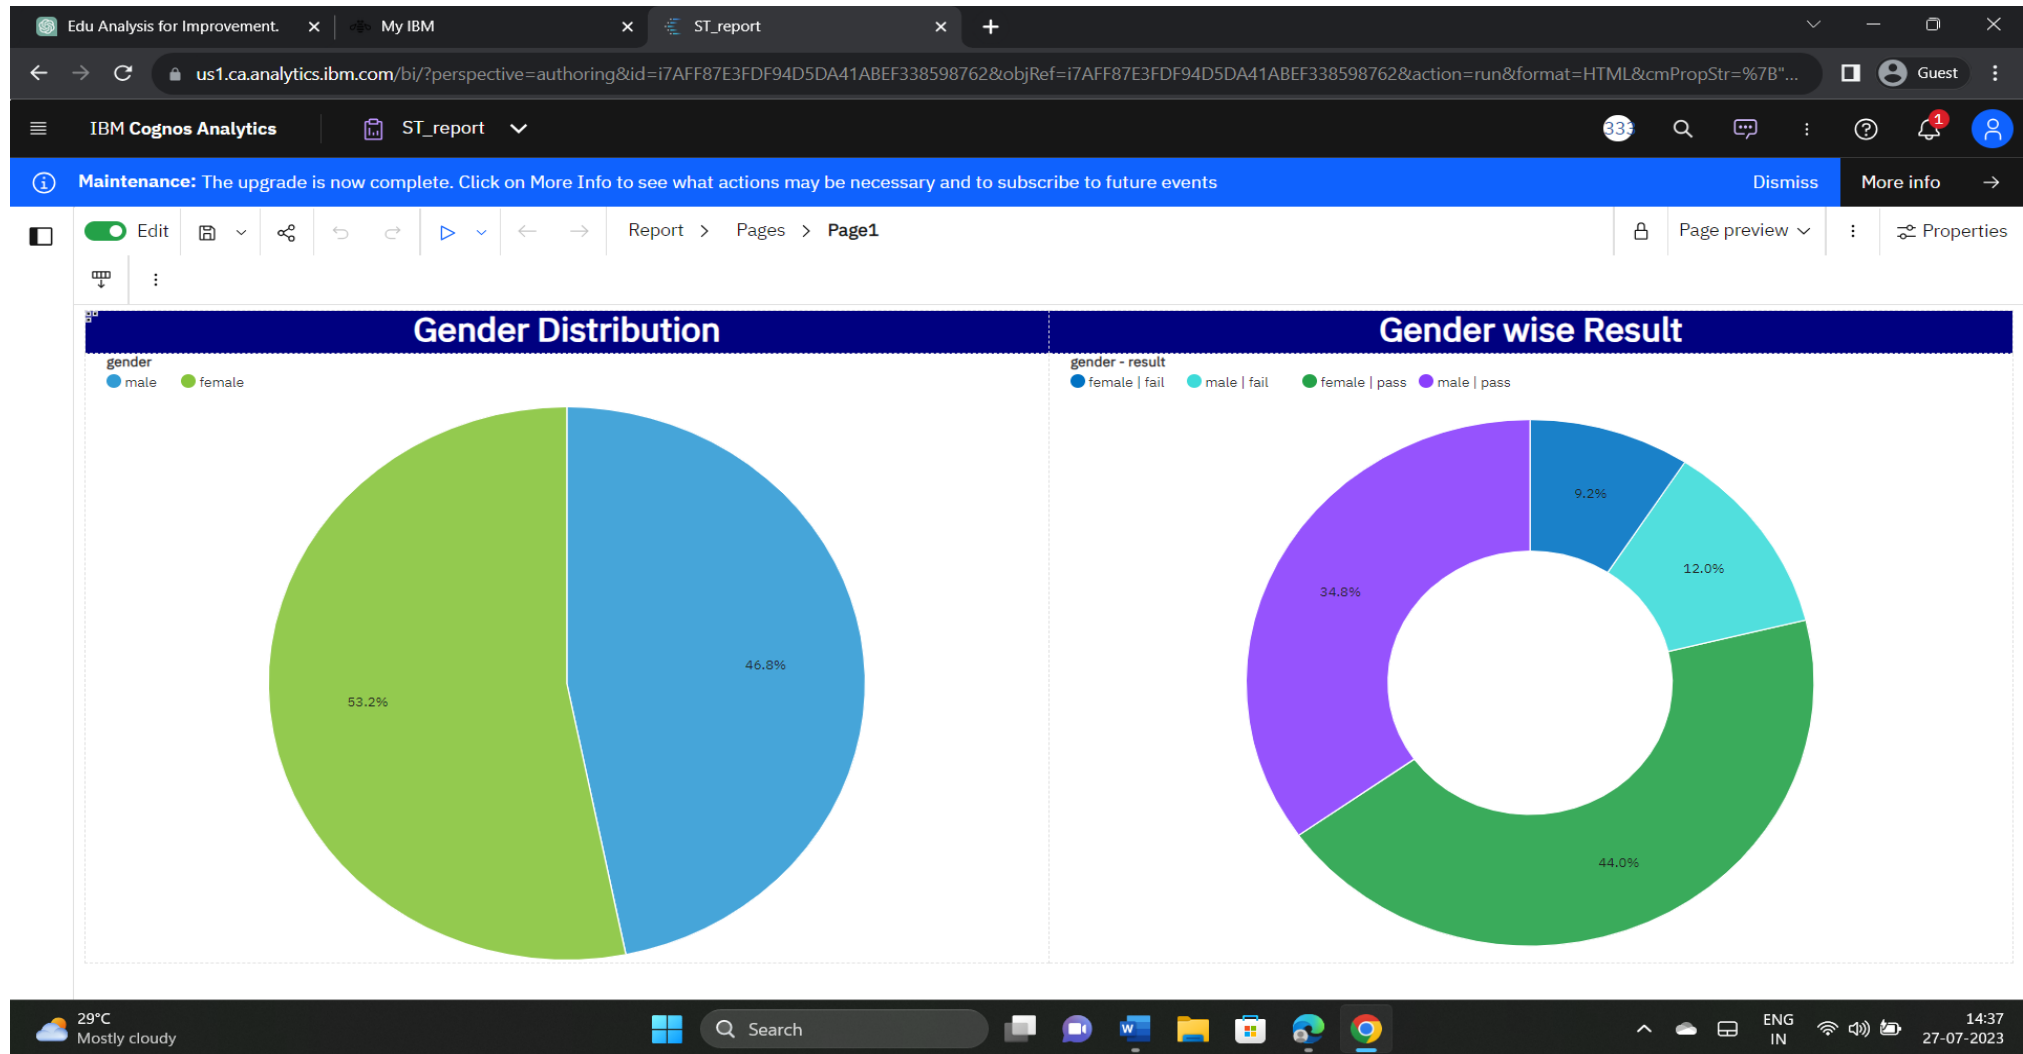 Edu Analysis for Improvement.
My IBM
ST_report
us1.ca.analytics.ibm.com/bi/?perspective=authoring&id=i7AFF87E3FDF94D5DA41ABEF338598762&objRef=i7AFF87E3FDF94D5DA41ABEF338598762&action=run&format=HTML&cmPropStr=%7B"...
Guest
IBM Cognos Analytics
ST_report
333
1
Maintenance: The upgrade is now complete. Click on More Info to see what actions may be necessary and to subscribe to future events
Dismiss
More info
Edit
Report > Pages > Page1
Page preview
Properties
Gender Distribution
gender
male female
46.8%
53.2%
Gender wise Result
gender - result
female | fail male | fail female | pass male | pass
9.2%
12.0%
34.8%
44.0%
29°C
Mostly cloudy
Search
ENG
IN
14:37
27-07-2023